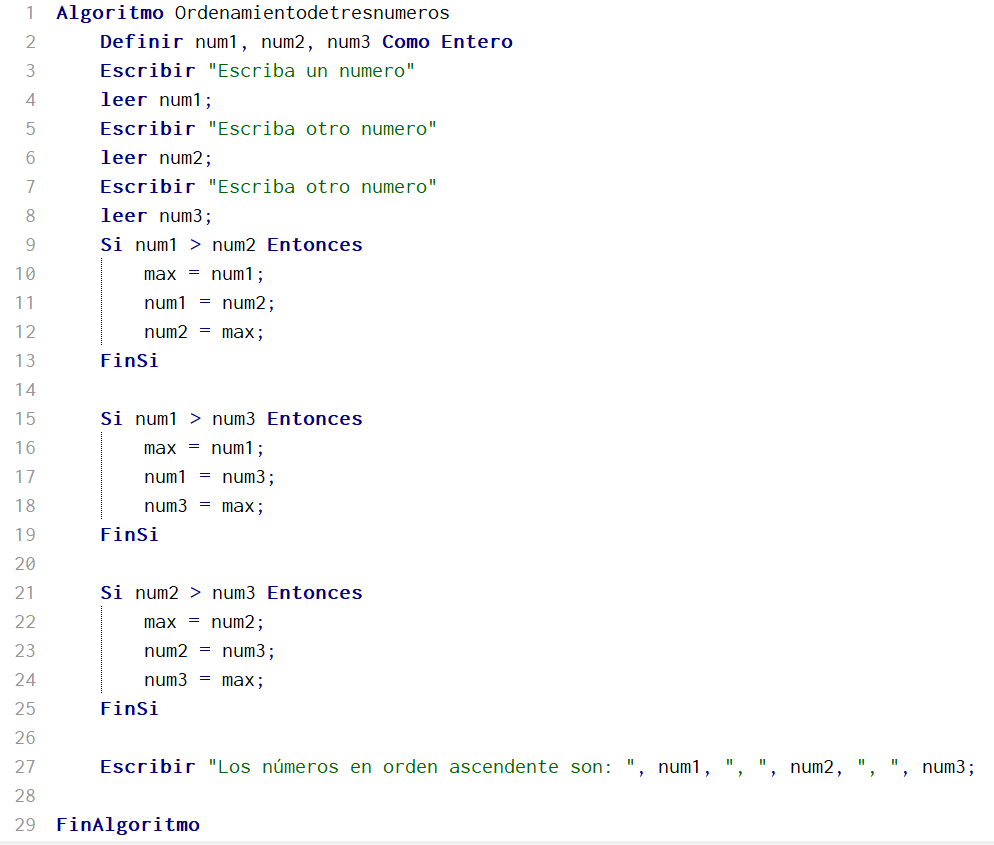 1 Algoritmo Ordenamientodetresnumeros
2 Definir num1, num2, num3 Como Entero
3 Escribir "Escriba un numero"
4 leer num1;
5 Escribir "Escriba otro numero"
6 leer num2;
7 Escribir "Escriba otro numero"
8 leer num3;
9 Si num1 > num2 Entonces
10 max = num1;
11 num1 = num2;
12 num2 = max;
13 FinSi
14
15 Si num1 > num3 Entonces
16 max = num1;
17 num1 = num3;
18 num3 = max;
19 FinSi
20
21 Si num2 > num3 Entonces
22 max = num2;
23 num2 = num3;
24 num3 = max;
25 FinSi
26
27 Escribir "Los números en orden ascendente son: ", num1, ", ", num2, ", ", num3;
28
29 FinAlgoritmo